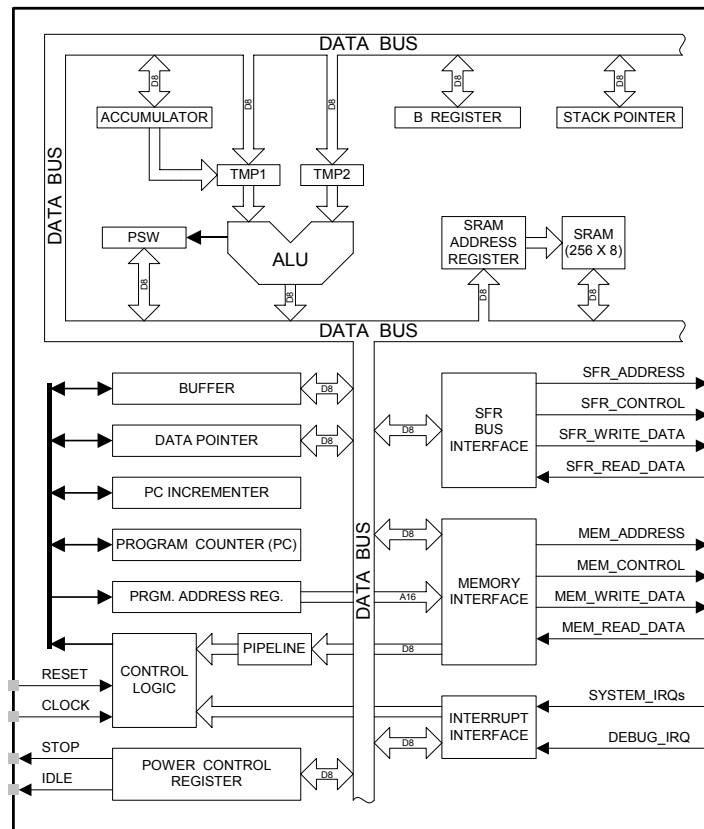 DATA BUS
D8
D8
D8
D8
D8
ACCUMULATOR
B REGISTER
STACK POINTER
DATA BUS
TMP1
TMP2
PSW
ALU
SRAM
ADDRESS
REGISTER
SRAM
(256 X 8)
D8
D8
D8
D8
DATA BUS
BUFFER
D8
DATA POINTER
D8
PC INCREMENTER
PROGRAM COUNTER (PC)
PRGM. ADDRESS REG.
A16
DATA BUS
D8
SFR
BUS
INTERFACE
SFR_ADDRESS
SFR_CONTROL
SFR_WRITE_DATA
SFR_READ_DATA
D8
MEMORY
INTERFACE
MEM_ADDRESS
MEM_CONTROL
MEM_WRITE_DATA
MEM_READ_DATA
PIPELINE
D8
CONTROL
LOGIC
RESET
CLOCK
INTERRUPT
INTERFACE
SYSTEM_IRQs
DEBUG_IRQ
D8
STOP
IDLE
POWER CONTROL
REGISTER
D8